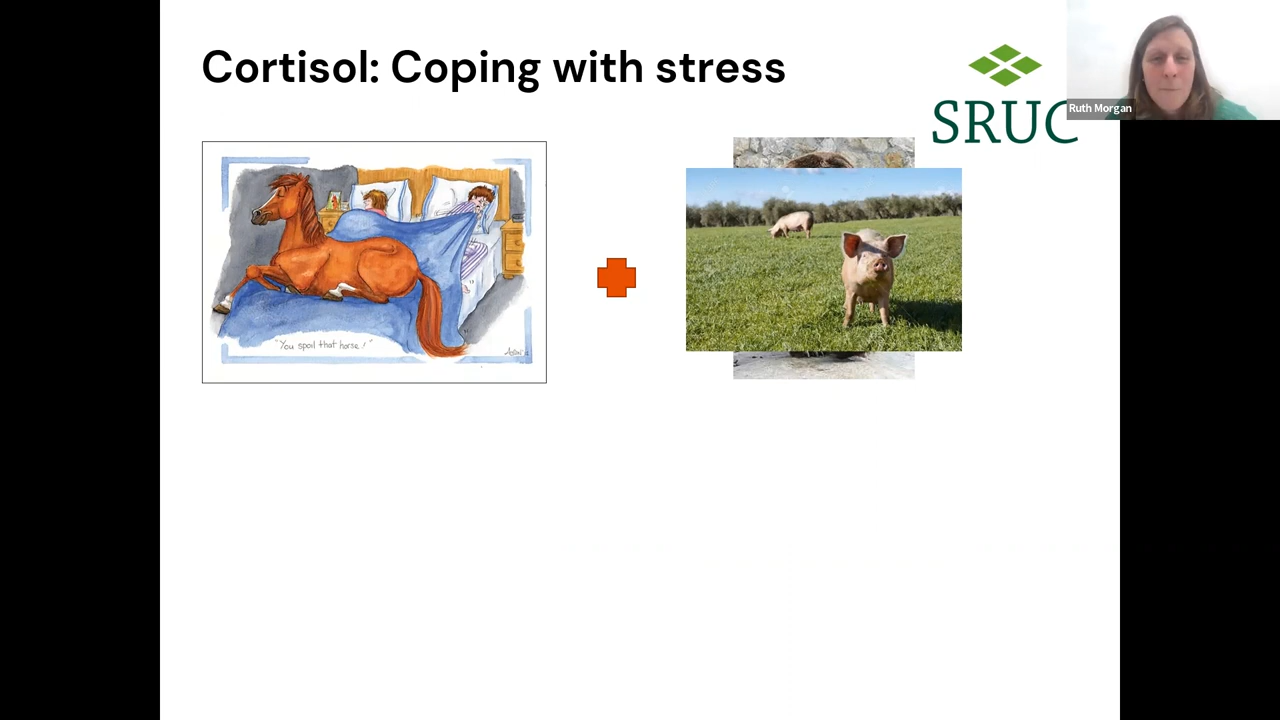 Cortisol: Coping with stress
SRUC
Ruth Morgan
"You spoil that horse!"